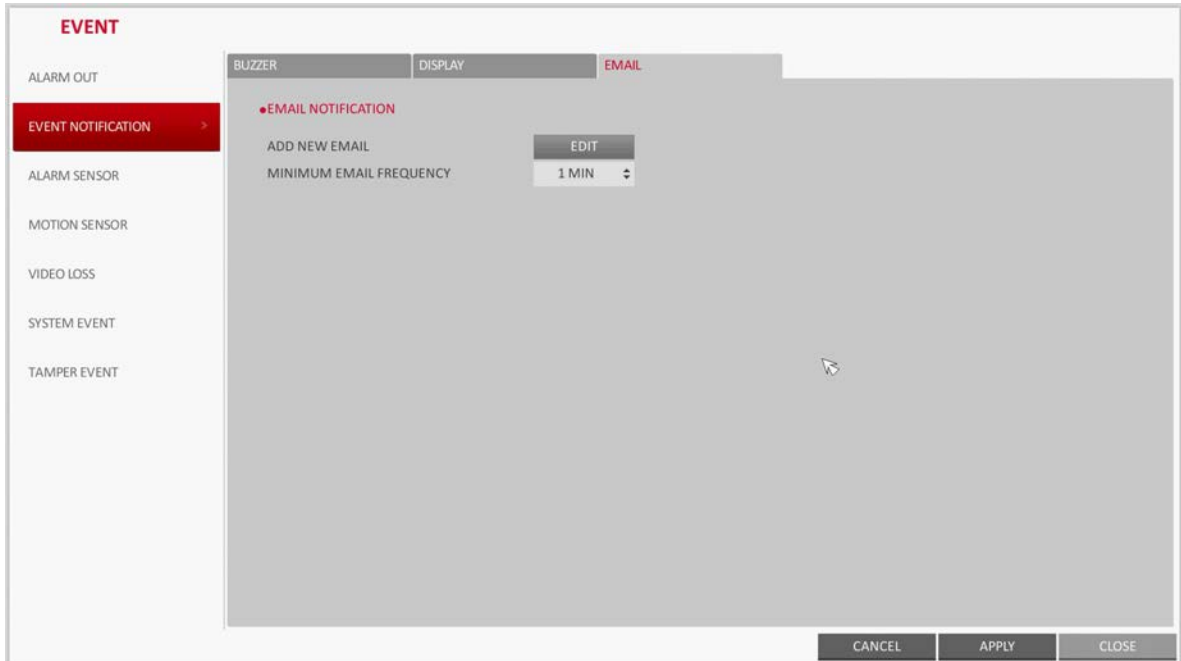 EVENT
ALARM OUT
EVENT NOTIFICATION >
ALARM SENSOR
MOTION SENSOR
VIDEO LOSS
SYSTEM EVENT
TAMPER EVENT
BUZZER DISPLAY EMAIL
●EMAIL NOTIFICATION
ADD NEW EMAIL EDIT
MINIMUM EMAIL FREQUENCY 1 MIN
CANCEL APPLY CLOSE